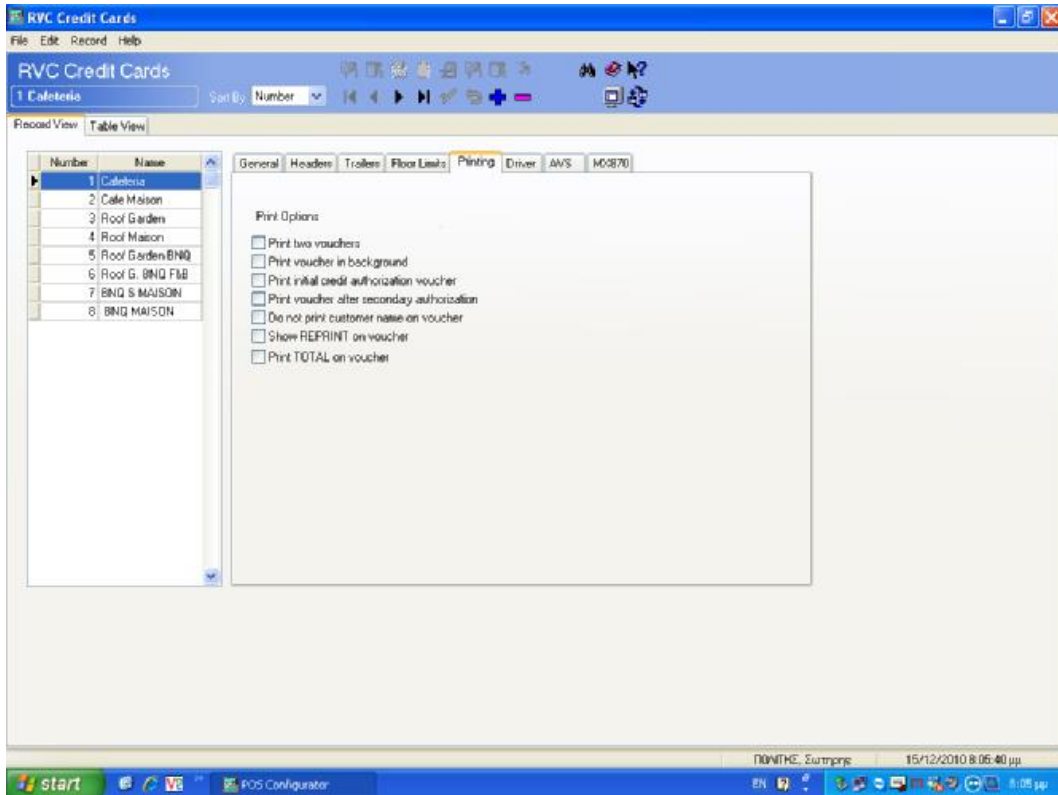 RVC Credit Cards
File Edit Record Help
RVC Credit Cards
1 Cafeteria
Sort By Number
Record View Table View
Number Name
1 Cafeteria
2 Cafe Maison
3 Roof Garden
4 Roof Maison
5 Roof Garden BNQ
6 Roof G. BNQ F&B
7 BNQ S MAISON
8 BNQ MAISON
General Headers Trailers Floor Limits Printing Driver AVS MX870
Print Options
Print two vouchers
Print voucher in background
Print initial credit authorization voucher
Print voucher after secondary authorization
Do not print customer name on voucher
Show REPRINT on voucher
Print TOTAL on voucher
ΠΟΛΙΤΗΣ, Σωτηρης 15/12/2010 8:05:40 μμ
start POS Configurator EN 8:05 μμ